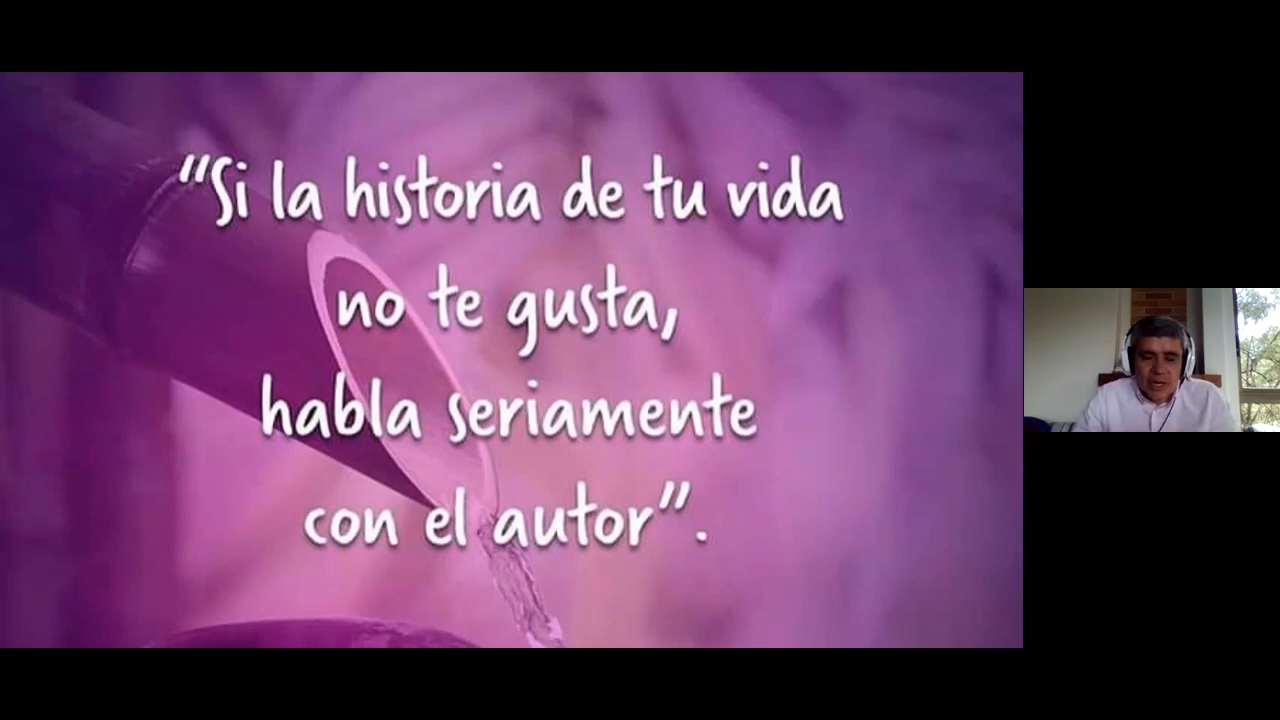 "Si la historia de tu vida
no te gusta,
habla seriamente
con el autor".